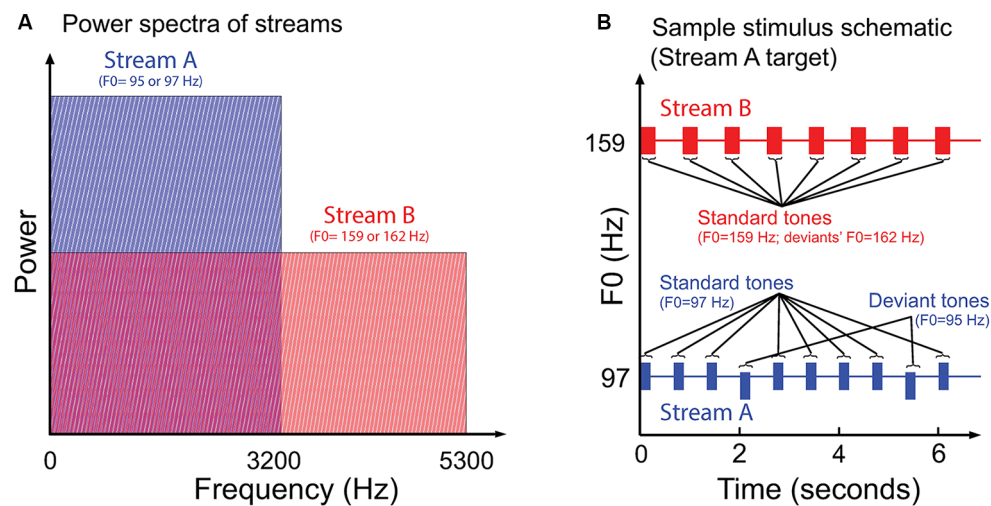 A Power spectra of streams
Stream A
(F0= 95 or 97 Hz)
Stream B
(F0= 159 or 162 Hz)
Power
0 3200 5300
Frequency (Hz)
B Sample stimulus schematic
(Stream A target)
Stream B
159
Standard tones
(F0=159 Hz; deviants' F0=162 Hz)
F0 (Hz)
Standard tones
(F0=97 Hz)
Deviant tones
(F0=95 Hz)
97
Stream A
0 2 4 6
Time (seconds)